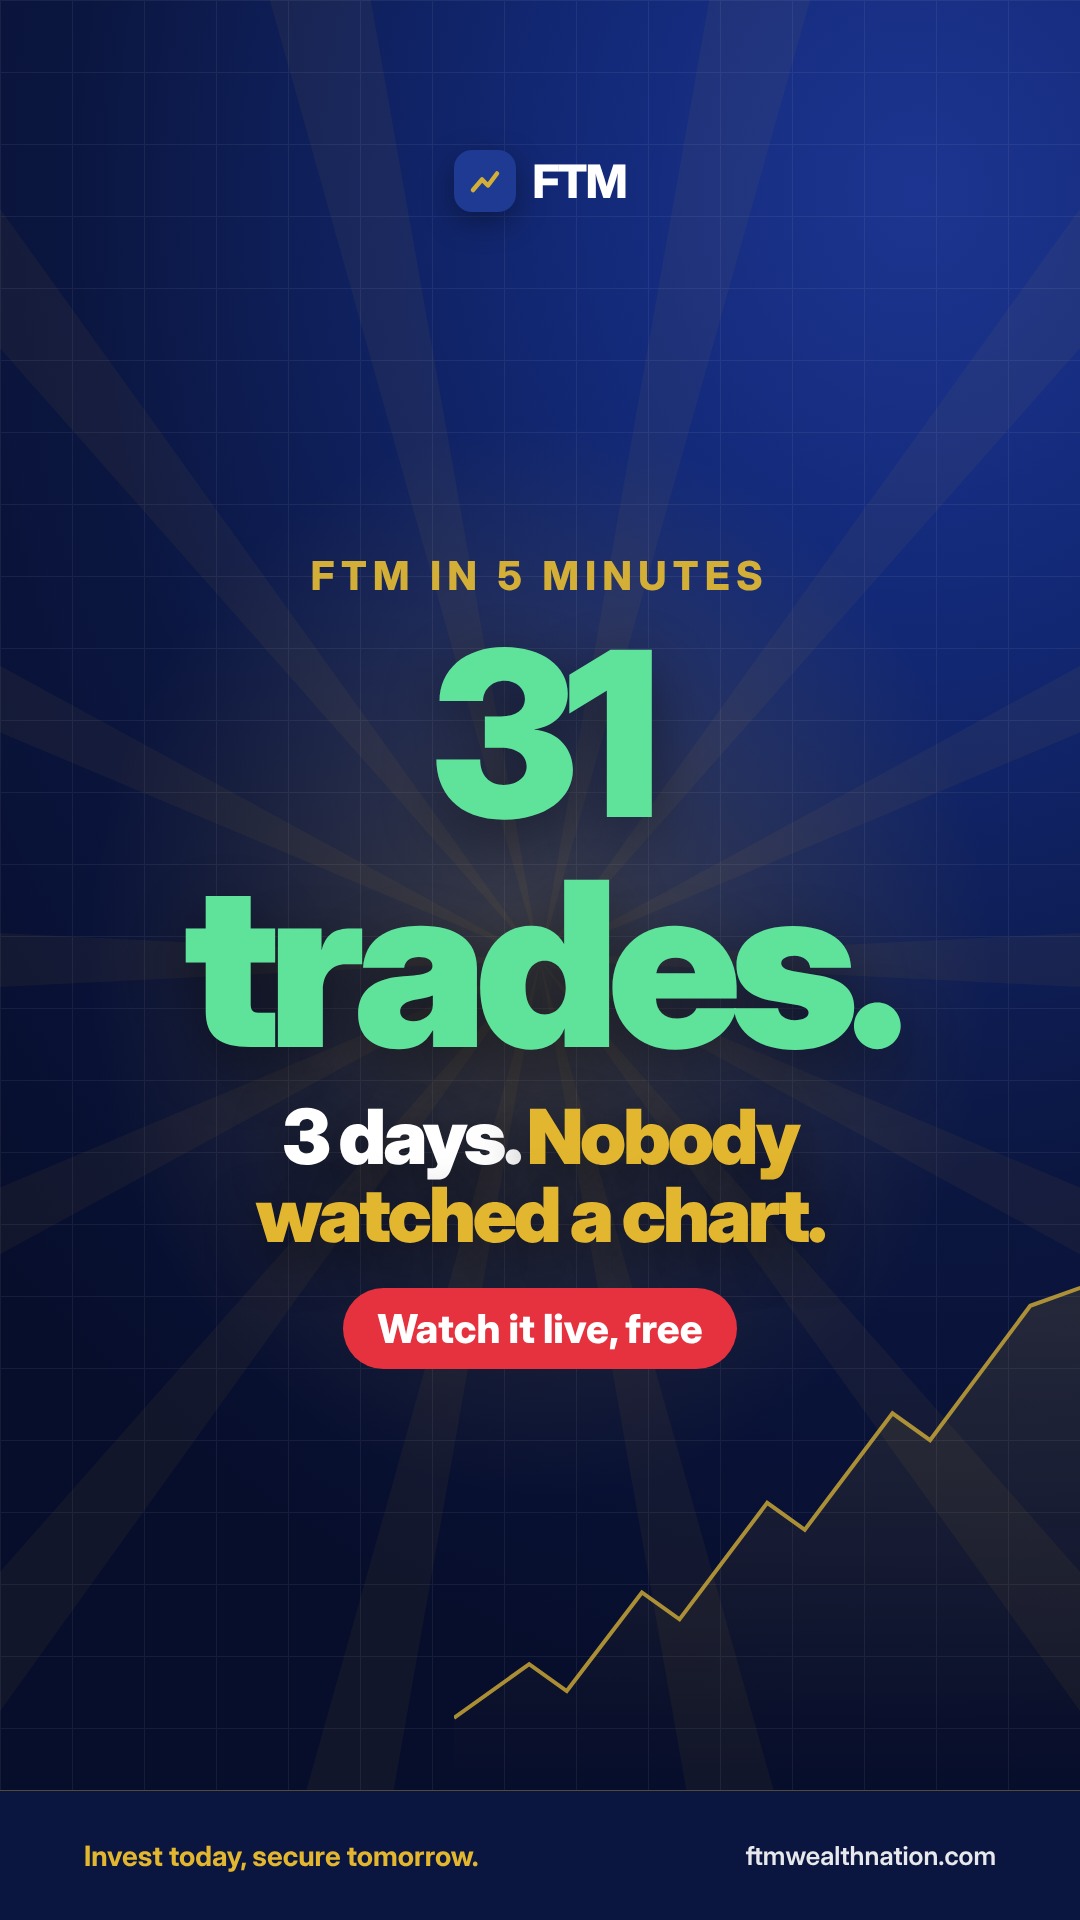 FTM
FTM IN 5 MINUTES
31
trades.
3 days. Nobody
watched a chart.
Watch it live, free
Invest today, secure tomorrow.
ftmwealthnation.com